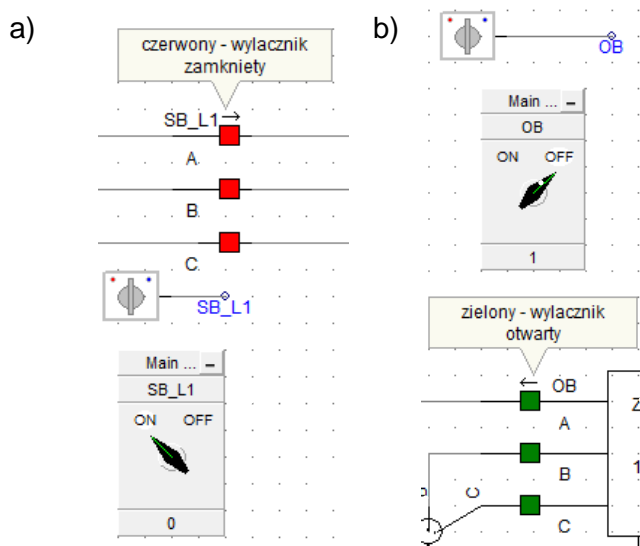 a)
czerwony - wylacznik
zamkniety
SB_L1
A
B
C
SB_L1
Main ...
SB_L1
ON OFF
0
b)
OB
Main ...
OB
ON OFF
1
zielony - wylacznik
otwarty
OB
A
Z
B
1
C
C